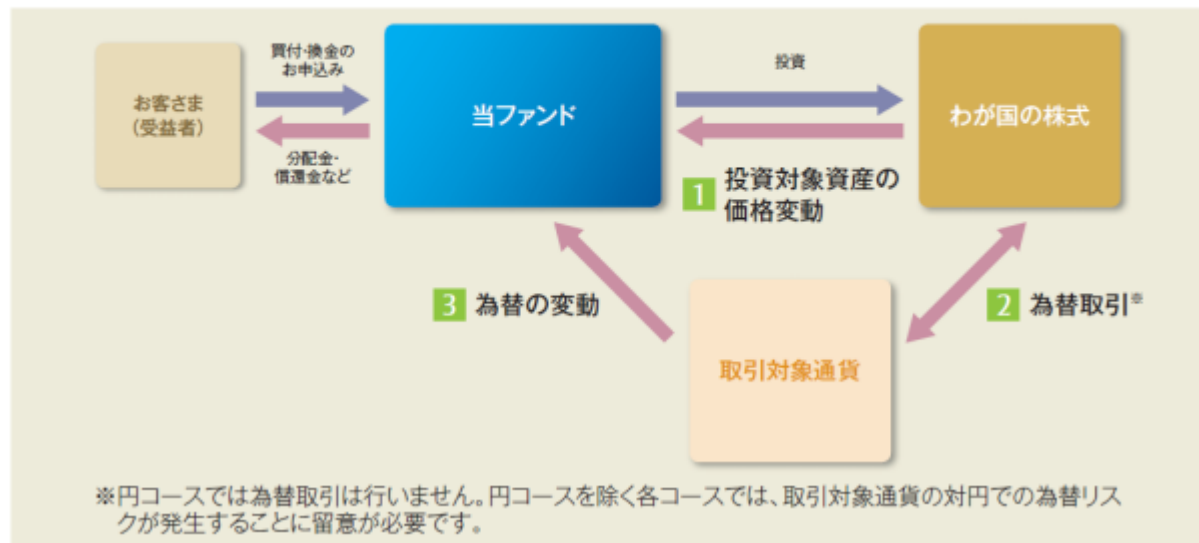 買付・換金の
お申込み
投資
お客さま
（受益者）
当ファンド
わが国の株式
分配金・
償還金など
1 投資対象資産の
価格変動
3 為替の変動
2 為替取引※
取引対象通貨
※円コースでは為替取引は行いません。円コースを除く各コースでは、取引対象通貨の対円での為替リス
クが発生することに留意が必要です。